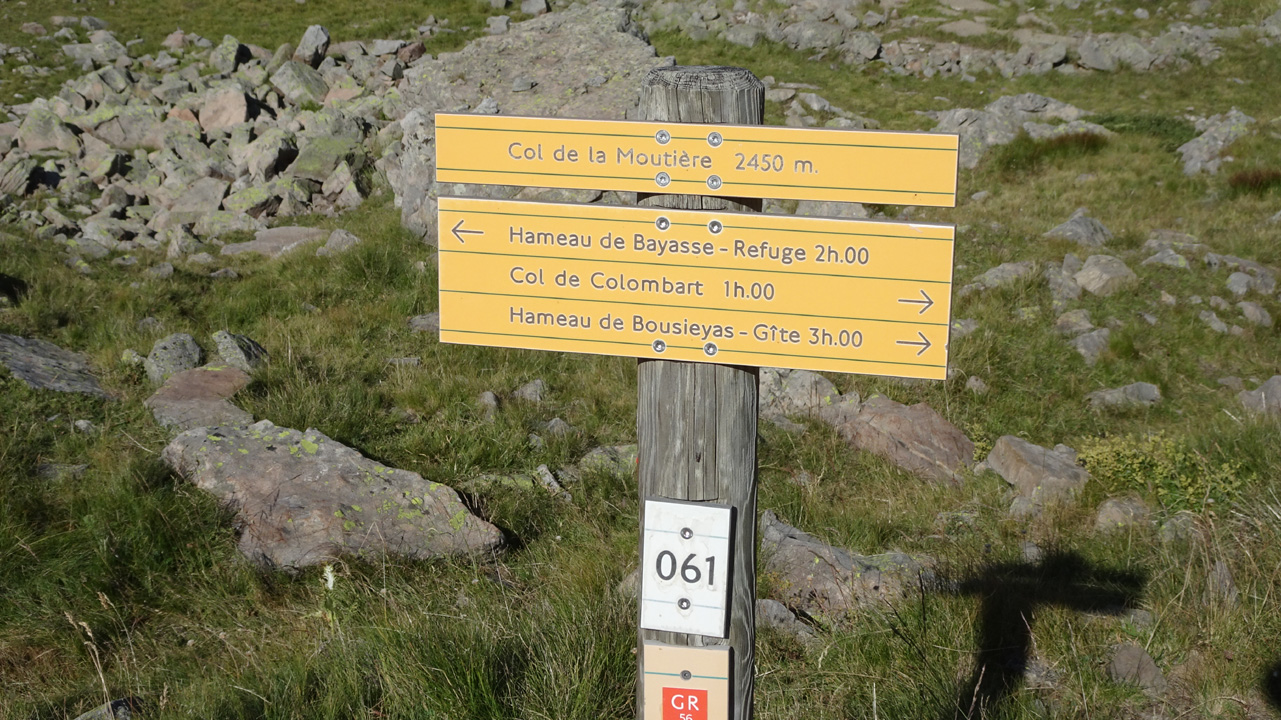 Col de la Moutière 2450 m.
← Hameau de Bayasse - Refuge 2h.00
Col de Colombart 1h.00 →
Hameau de Bousieyas - Gîte 3h.00 →
061
GR
56